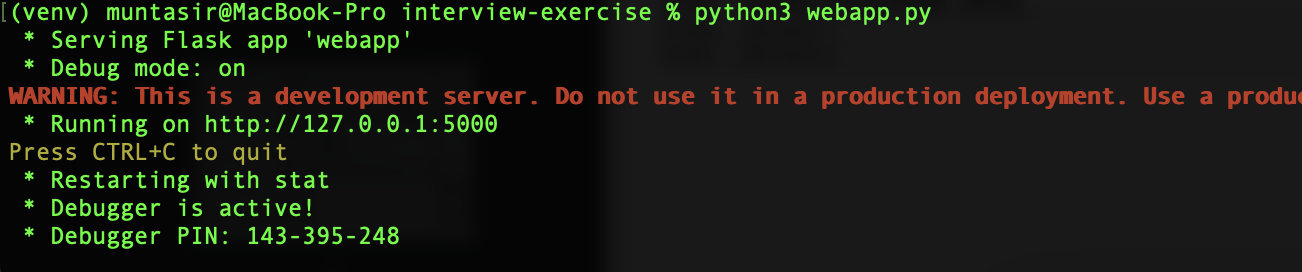 [(venv) muntasir@MacBook-Pro interview-exercise % python3 webapp.py
* Serving Flask app 'webapp'
* Debug mode: on
WARNING: This is a development server. Do not use it in a production deployment. Use a produc
* Running on http://127.0.0.1:5000
Press CTRL+C to quit
* Restarting with stat
* Debugger is active!
* Debugger PIN: 143-395-248